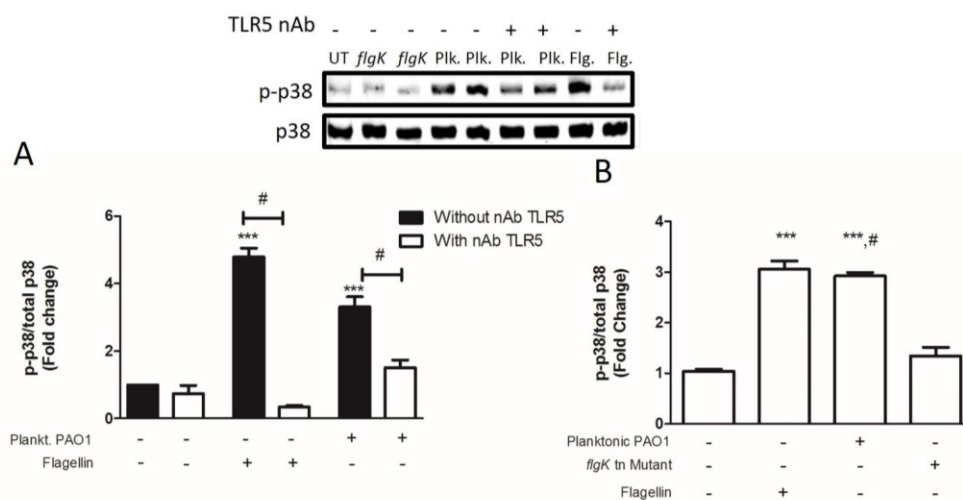 TLR5 nAb - - - - - + + - +
UT flgK flgK Plk. Plk. Plk. Plk. Flg. Flg.
p-p38
p38
A
6
4
2
0
p-p38/total p38
(Fold change)
***
#
***
#
Without nAb TLR5
With nAb TLR5
Plankt. PAO1 - - - - + +
Flagellin - - + + - -
B
4
3
2
1
0
p-p38/total p38
(Fold Change)
***
***,#
Planktonic PAO1 - - + -
flgK tn Mutant - - - +
Flagellin - + - -